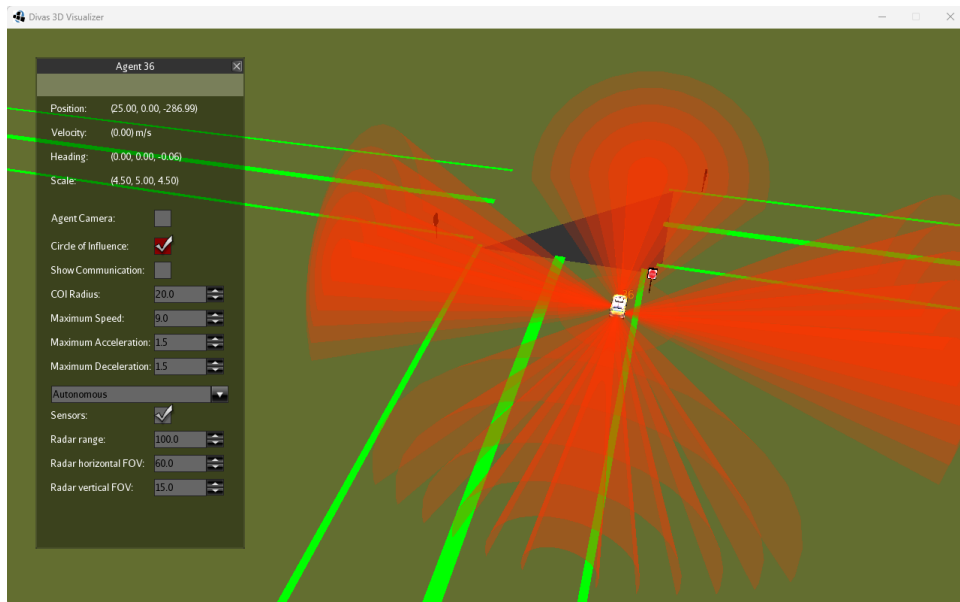 Divas 3D Visualizer
Agent 36
Position: (25.00, 0.00, -286.99)
Velocity: (0.00) m/s
Heading: (0.00, 0.00, -0.06)
Scale: (4.50, 5.00, 4.50)
Agent Camera:
Circle of Influence:
Show Communication:
COI Radius: 20.0
Maximum Speed: 9.0
Maximum Acceleration: 1.5
Maximum Deceleration: 1.5
Autonomous
Sensors:
Radar range: 100.0
Radar horizontal FOV: 60.0
Radar vertical FOV: 15.0
36